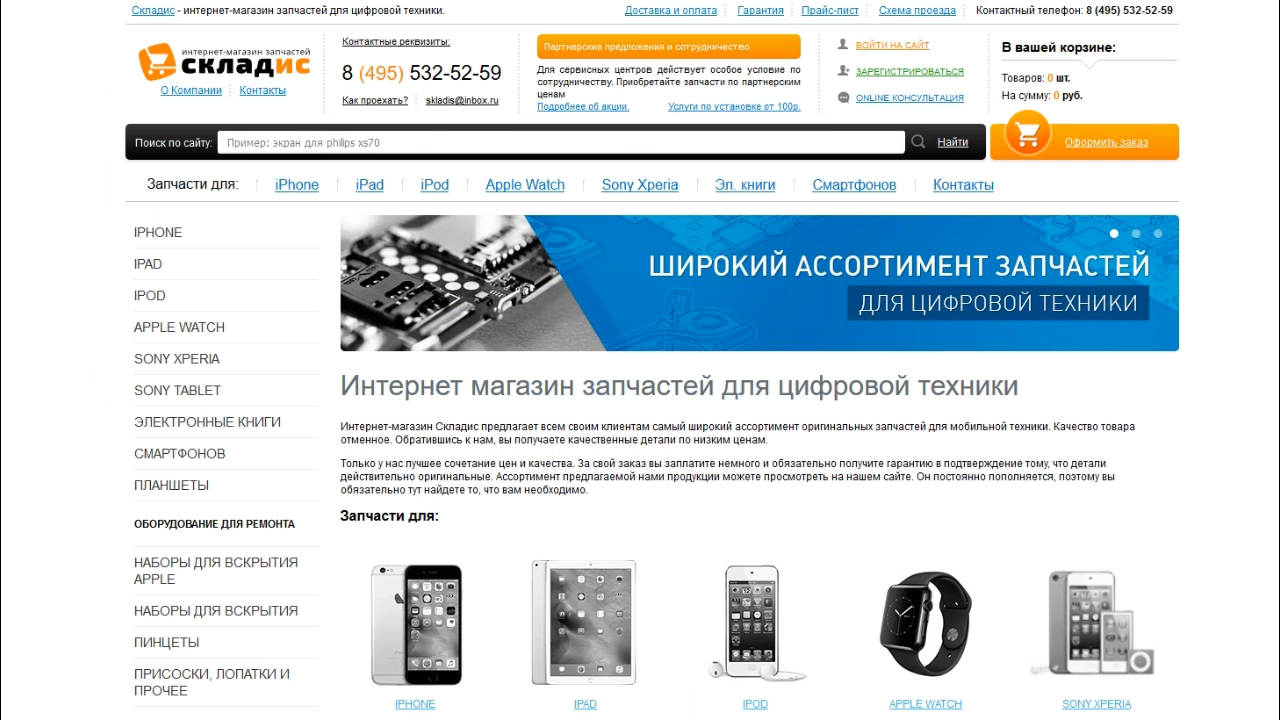 Складис - интернет-магазин запчастей для цифровой техники.
Доставка и оплата
Гарантия
Прайс-лист
Схема проезда
Контактный телефон: 8 (495) 532-52-59
интернет-магазин запчастей
складис
О Компании
Контакты
Контактные реквизиты:
8 (495) 532-52-59
Как проехать?
skladis@inbox.ru
Партнерские предложения и сотрудничество
Для сервисных центров действует особое условие по
сотрудничеству. Приобретайте запчасти по партнерским
ценам
Подробнее об акции.
Услуги по установке от 100р.
ВОЙТИ НА САЙТ
ЗАРЕГИСТРИРОВАТЬСЯ
ONLINE КОНСУЛЬТАЦИЯ
В вашей корзине:
Товаров: 0 шт.
На сумму: 0 руб.
Поиск по сайту:
Пример: экран для philips xs70
Найти
Оформить заказ
Запчасти для:
iPhone
iPad
iPod
Apple Watch
Sony Xperia
Эл. книги
Смартфонов
Контакты
IPHONE
IPAD
IPOD
APPLE WATCH
SONY XPERIA
SONY TABLET
ЭЛЕКТРОННЫЕ КНИГИ
СМАРТФОНОВ
ПЛАНШЕТЫ
ОБОРУДОВАНИЕ ДЛЯ РЕМОНТА
НАБОРЫ ДЛЯ ВСКРЫТИЯ
APPLE
НАБОРЫ ДЛЯ ВСКРЫТИЯ
ПИНЦЕТЫ
ПРИСОСКИ, ЛОПАТКИ И
ПРОЧЕЕ
ШИРОКИЙ АССОРТИМЕНТ ЗАПЧАСТЕЙ
ДЛЯ ЦИФРОВОЙ ТЕХНИКИ
Интернет магазин запчастей для цифровой техники
Интернет-магазин Складис предлагает всем своим клиентам самый широкий ассортимент оригинальных запчастей для мобильной техники. Качество товара
отменное. Обратившись к нам, вы получаете качественные детали по низким ценам.
Только у нас лучшее сочетание цен и качества. За свой заказ вы заплатите немного и обязательно получите гарантию в подтверждение тому, что детали
действительно оригинальные. Ассортимент предлагаемой нами продукции можете просмотреть на нашем сайте. Он постоянно пополняется, поэтому вы
обязательно тут найдете то, что вам необходимо.
Запчасти для:
IPHONE
IPAD
IPOD
APPLE WATCH
SONY XPERIA